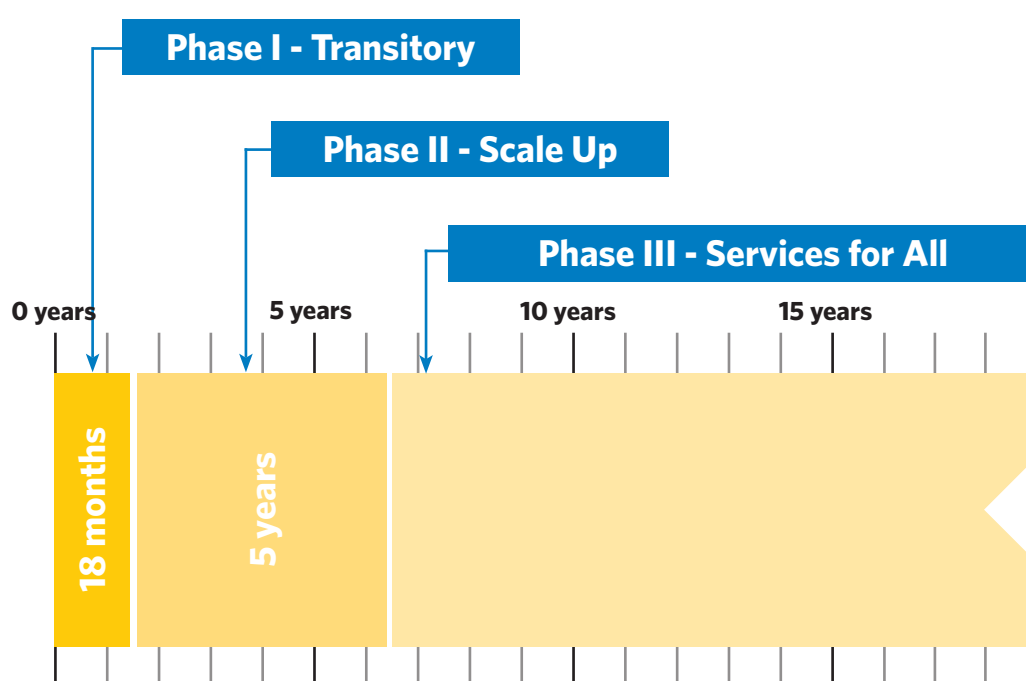 Phase I - Transitory
Phase II - Scale Up
Phase III - Services for All
0 years
5 years
10 years
15 years
18 months
5 years